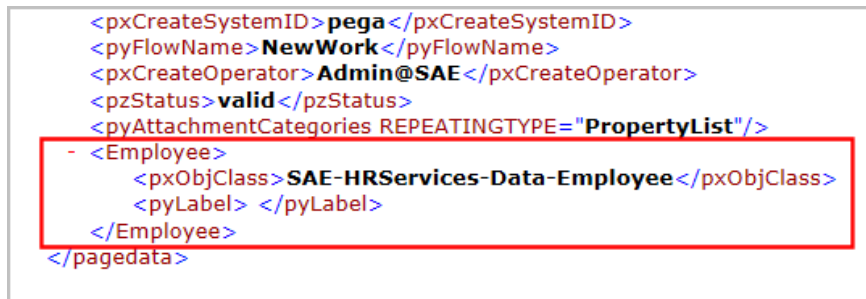 <pxCreateSystemID>pega</pxCreateSystemID>
<pyFlowName>NewWork</pyFlowName>
<pxCreateOperator>Admin@SAE</pxCreateOperator>
<pzStatus>valid</pzStatus>
<pyAttachmentCategories REPEATINGTYPE="PropertyList"/>
- <Employee>
<pxObjClass>SAE-HRServices-Data-Employee</pxObjClass>
<pyLabel> </pyLabel>
</Employee>
</pagedata>